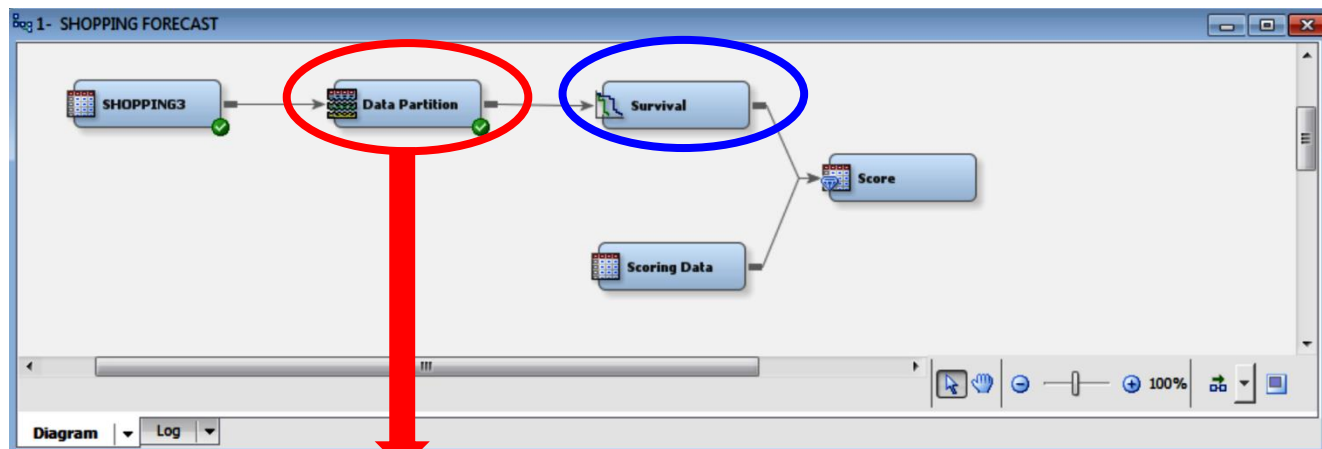 1- SHOPPING FORECAST
SHOPPING3
Data Partition
Survival
Score
Scoring Data
100%
Diagram
Log